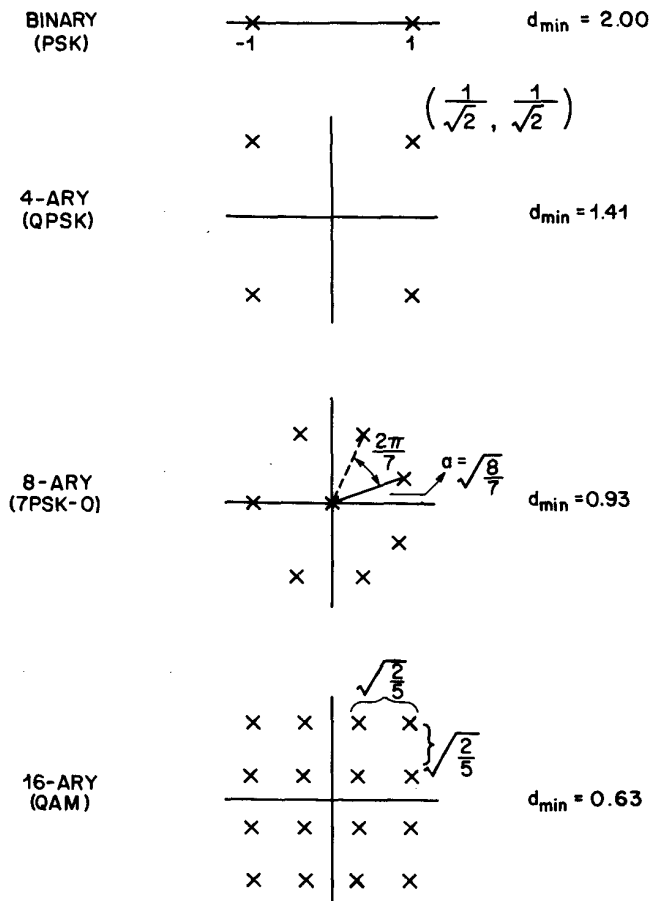 BINARY (PSK) -1 1 d_min = 2.00
(1/√2, 1/√2)
4-ARY (QPSK) d_min = 1.41
8-ARY (7PSK-0) 2π/7 a = √(8/7) d_min = 0.93
√(2/5)
√(2/5)
16-ARY (QAM) d_min = 0.63